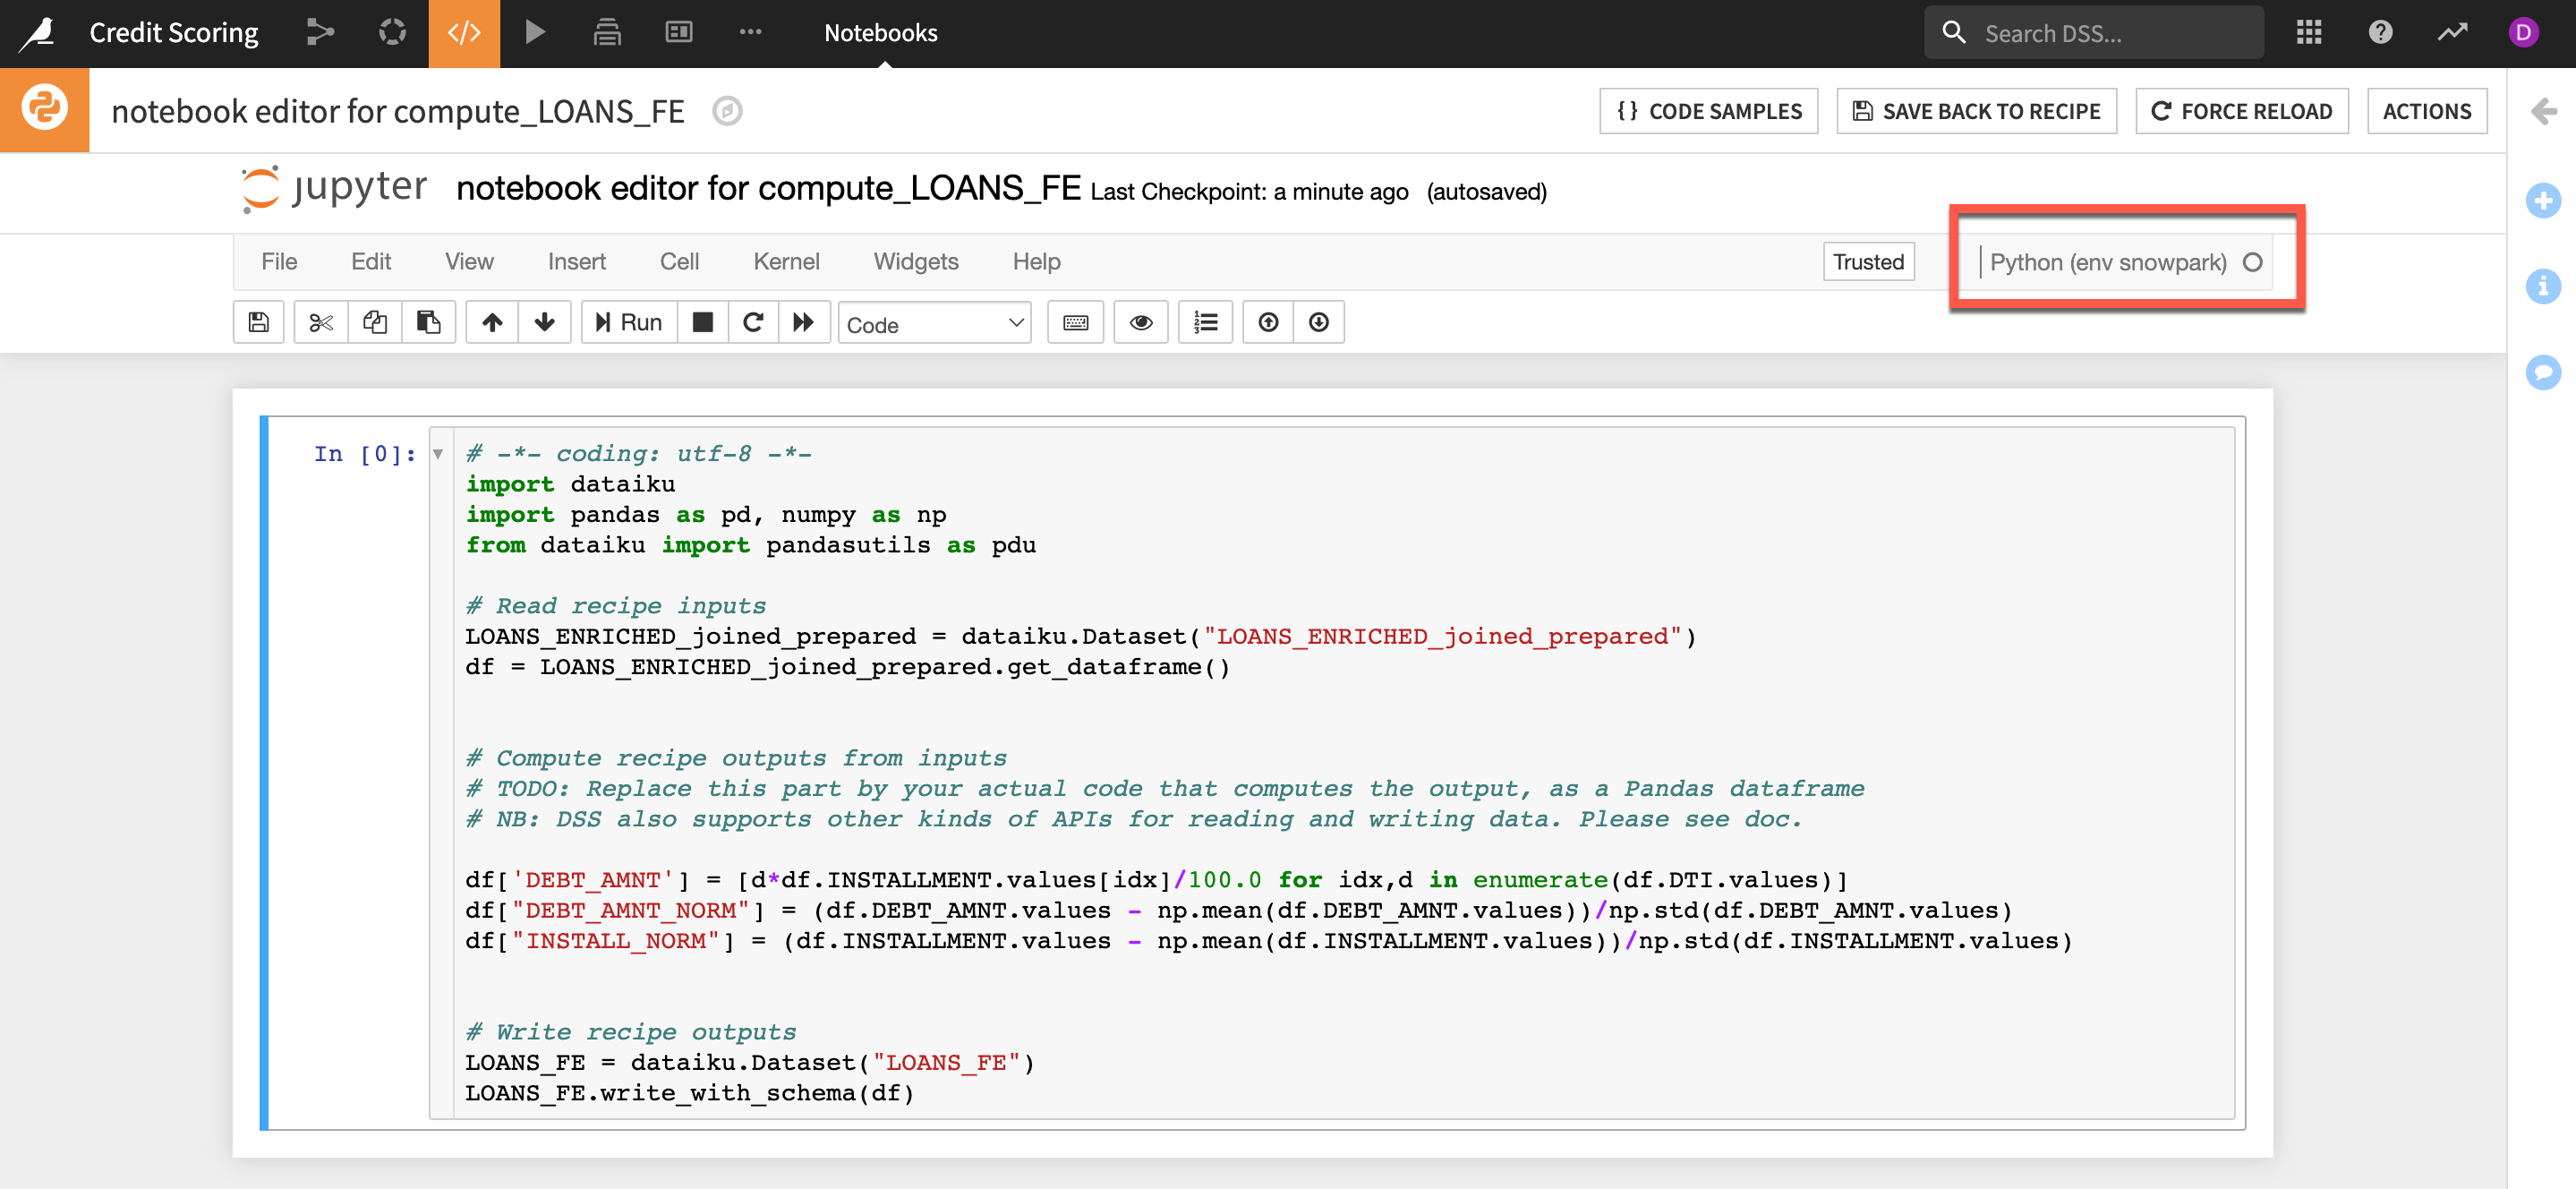 Credit Scoring
Notebooks
Search DSS...
D
notebook editor for compute_LOANS_FE
{} CODE SAMPLES
SAVE BACK TO RECIPE
FORCE RELOAD
ACTIONS
jupyter notebook editor for compute_LOANS_FE Last Checkpoint: a minute ago (autosaved)
File Edit View Insert Cell Kernel Widgets Help
Trusted
Python (env snowpark)
Run
Code
In [0]:
# -*- coding: utf-8 -*-
import dataiku
import pandas as pd, numpy as np
from dataiku import pandasutils as pdu
# Read recipe inputs
LOANS_ENRICHED_joined_prepared = dataiku.Dataset("LOANS_ENRICHED_joined_prepared")
df = LOANS_ENRICHED_joined_prepared.get_dataframe()
# Compute recipe outputs from inputs
# TODO: Replace this part by your actual code that computes the output, as a Pandas dataframe
# NB: DSS also supports other kinds of APIs for reading and writing data. Please see doc.
df['DEBT_AMNT'] = [d*df.INSTALLMENT.values[idx]/100.0 for idx,d in enumerate(df.DTI.values)]
df["DEBT_AMNT_NORM"] = (df.DEBT_AMNT.values - np.mean(df.DEBT_AMNT.values))/np.std(df.DEBT_AMNT.values)
df["INSTALL_NORM"] = (df.INSTALLMENT.values - np.mean(df.INSTALLMENT.values))/np.std(df.INSTALLMENT.values)
# Write recipe outputs
LOANS_FE = dataiku.Dataset("LOANS_FE")
LOANS_FE.write_with_schema(df)